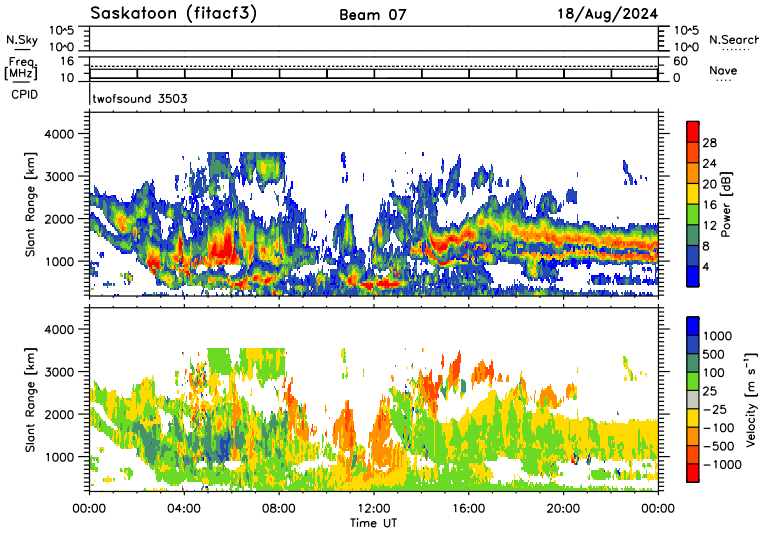 Saskatoon (fitacf3) Beam 07 18/Aug/2024
N.Sky 10^5 10^5 N.Search
10^0 10^0
Freq. 16 60
[MHz] 10 0 Nave
CPID twofsound 3503
Slant Range [km]
4000
3000
2000
1000
28
24
20
16
12
8
4
Power [dB]
Slant Range [km]
4000
3000
2000
1000
1000
500
100
25
-25
-100
-500
-1000
Velocity [m s^-1]
00:00 04:00 08:00 12:00 16:00 20:00 00:00
Time UT